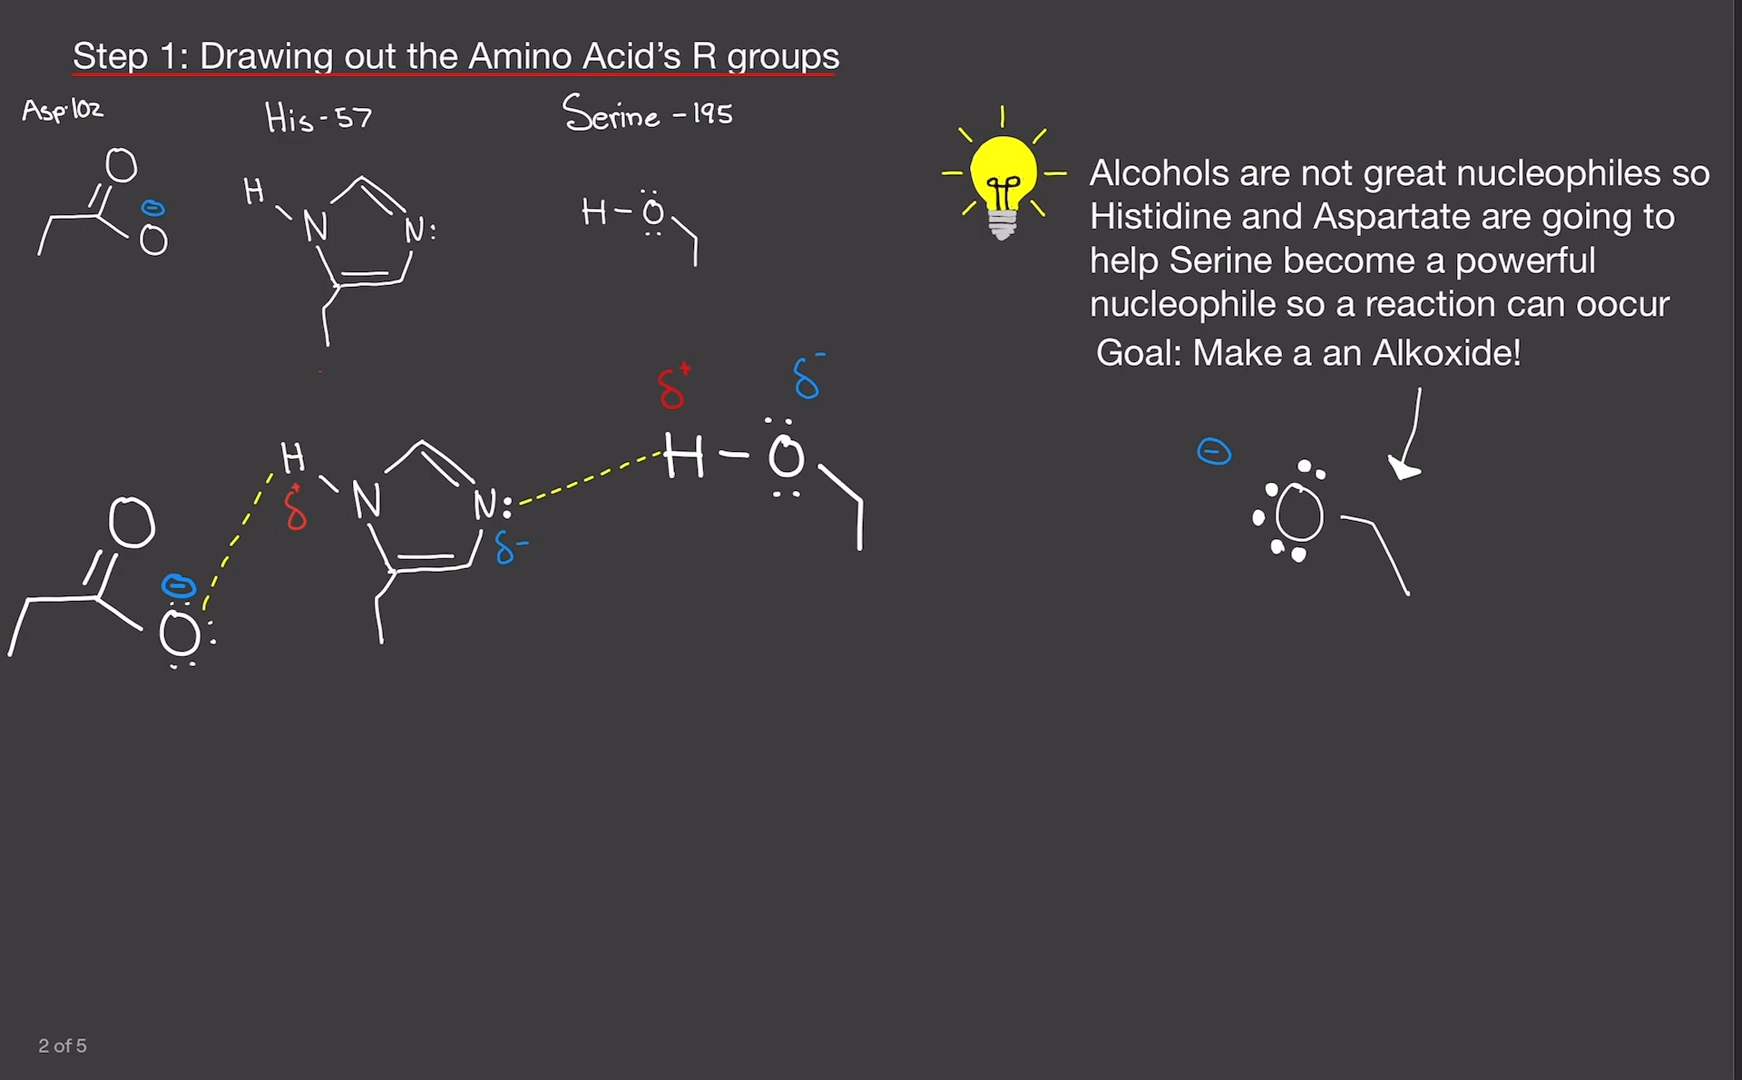 Step 1: Drawing out the Amino Acid's R groups
Asp-102
His-57
Serine-195
O
⊖
O
H
N
N:
H-O
Alcohols are not great nucleophiles so
Histidine and Aspartate are going to
help Serine become a powerful
nucleophile so a reaction can oocur
Goal: Make a an Alkoxide!
δ+
δ-
H
δ+
N
N:
δ-
H-O
O
⊖
O:
⊖
O
2 of 5